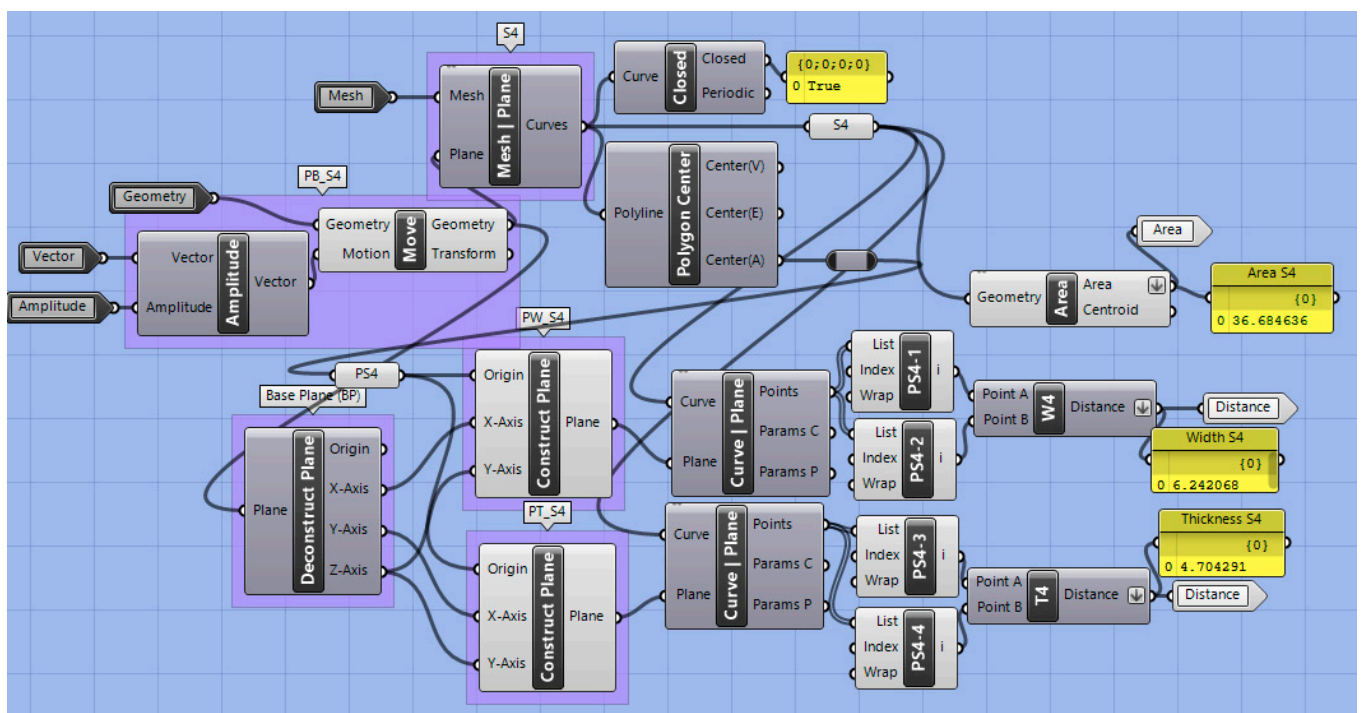 S4
Mesh
Mesh
Plane
Mesh | Plane
Curves
Curve
Closed
Closed
Periodic
{0;0;0;0}
0 True
S4
PB_S4
Geometry
Vector
Amplitude
Vector
Amplitude
Amplitude
Vector
Geometry
Motion
Move
Geometry
Transform
Polyline
Polygon Center
Center(V)
Center(E)
Center(A)
Geometry
Area
Area
Centroid
Area
Area S4
{0}
0 36.684636
PS4
Base Plane (BP)
Plane
Deconstruct Plane
Origin
X-Axis
Y-Axis
Z-Axis
PW_S4
Origin
X-Axis
Y-Axis
Construct Plane
Plane
PT_S4
Origin
X-Axis
Y-Axis
Construct Plane
Plane
Curve
Plane
Curve | Plane
Points
Params C
Params P
Curve
Plane
Curve | Plane
Points
Params C
Params P
List
Index
Wrap
PS4-1
i
List
Index
Wrap
PS4-2
i
List
Index
Wrap
PS4-3
i
List
Index
Wrap
PS4-4
i
Point A
Point B
W4
Distance
Distance
Width S4
{0}
0 6.242068
Point A
Point B
T4
Distance
Thickness S4
{0}
0 4.704291
Distance